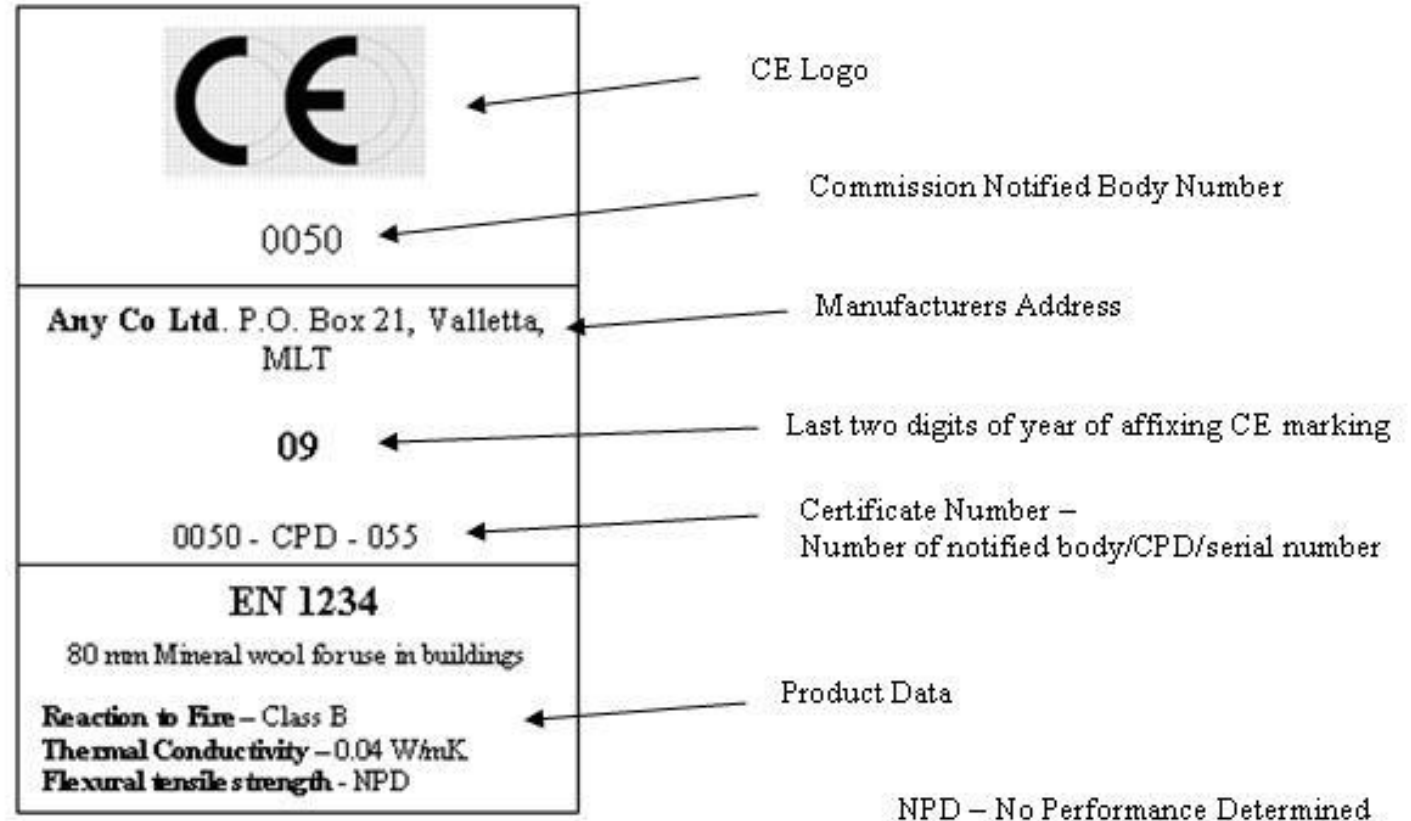 CE
CE Logo
0050
Commission Notified Body Number
Any Co Ltd. P.O. Box 21, Valletta,
MLT
Manufacturers Address
09
Last two digits of year of affixing CE marking
0050 - CPD - 055
Certificate Number –
Number of notified body/CPD/serial number
EN 1234
80 mm Mineral wool for use in buildings
Reaction to Fire – Class B
Thermal Conductivity – 0.04 W/mK
Flexural tensile strength - NPD
Product Data
NPD – No Performance Determined